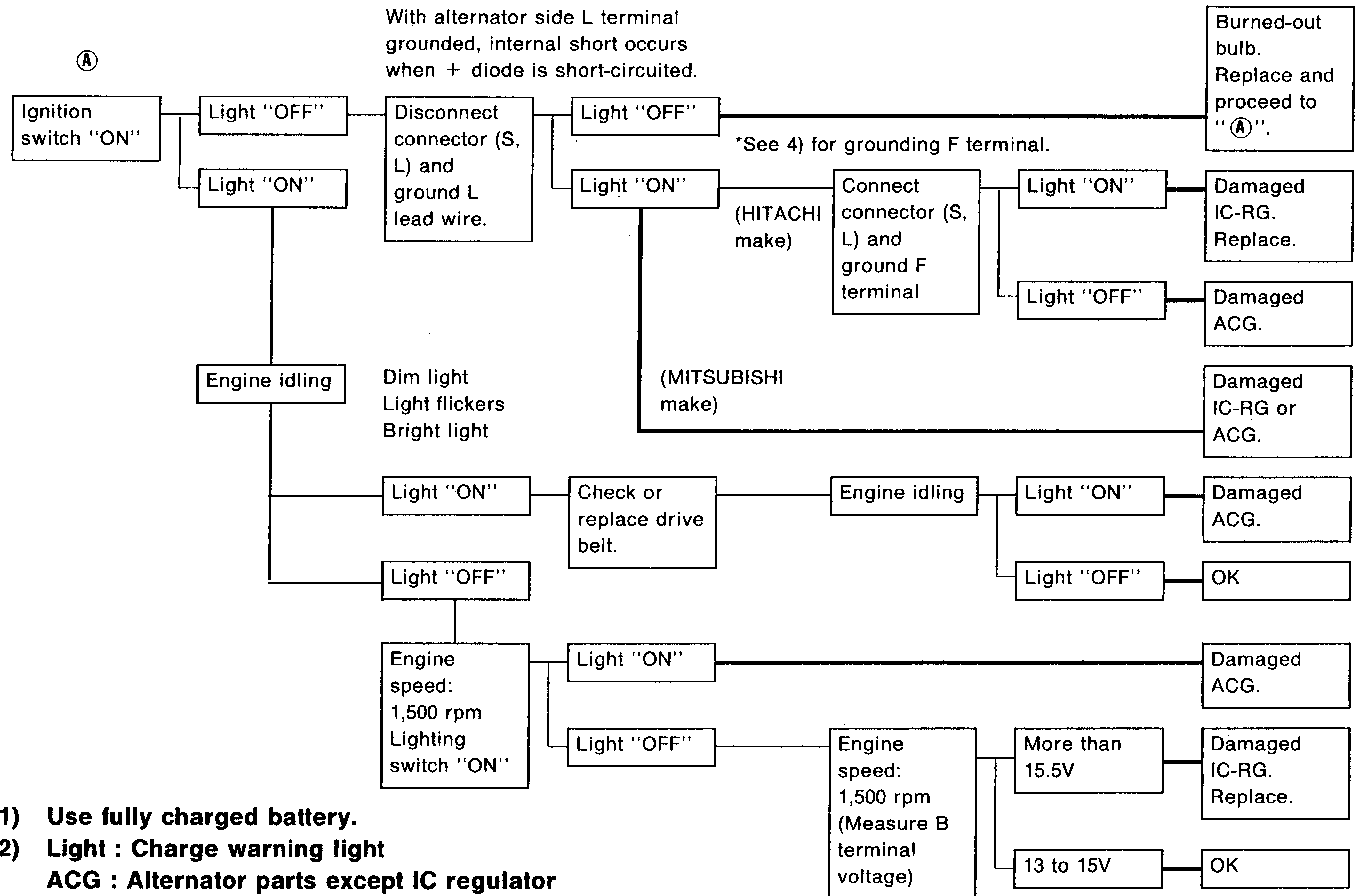 With alternator side L terminal
grounded, internal short occurs
when + diode is short-circuited.
Ⓐ
Ignition
switch "ON"
Light "OFF"
Light "ON"
Disconnect
connector (S,
L) and
ground L
lead wire.
Light "OFF"
Burned-out
bulb.
Replace and
proceed to
"Ⓐ".
*See 4) for grounding F terminal.
Light "ON"
(HITACHI
make)
Connect
connector (S,
L) and
ground F
terminal
Light "ON"
Damaged
IC-RG.
Replace.
Light "OFF"
Damaged
ACG.
(MITSUBISHI
make)
Damaged
IC-RG or
ACG.
Engine idling
Dim light
Light flickers
Bright light
Light "ON"
Check or
replace drive
belt.
Engine idling
Light "ON"
Damaged
ACG.
Light "OFF"
OK
Light "OFF"
Engine
speed:
1,500 rpm
Lighting
switch "ON"
Light "ON"
Damaged
ACG.
Light "OFF"
Engine
speed:
1,500 rpm
(Measure B
terminal
voltage)
More than
15.5V
Damaged
IC-RG.
Replace.
13 to 15V
OK
1) Use fully charged battery.
2) Light : Charge warning light
ACG : Alternator parts except IC regulator